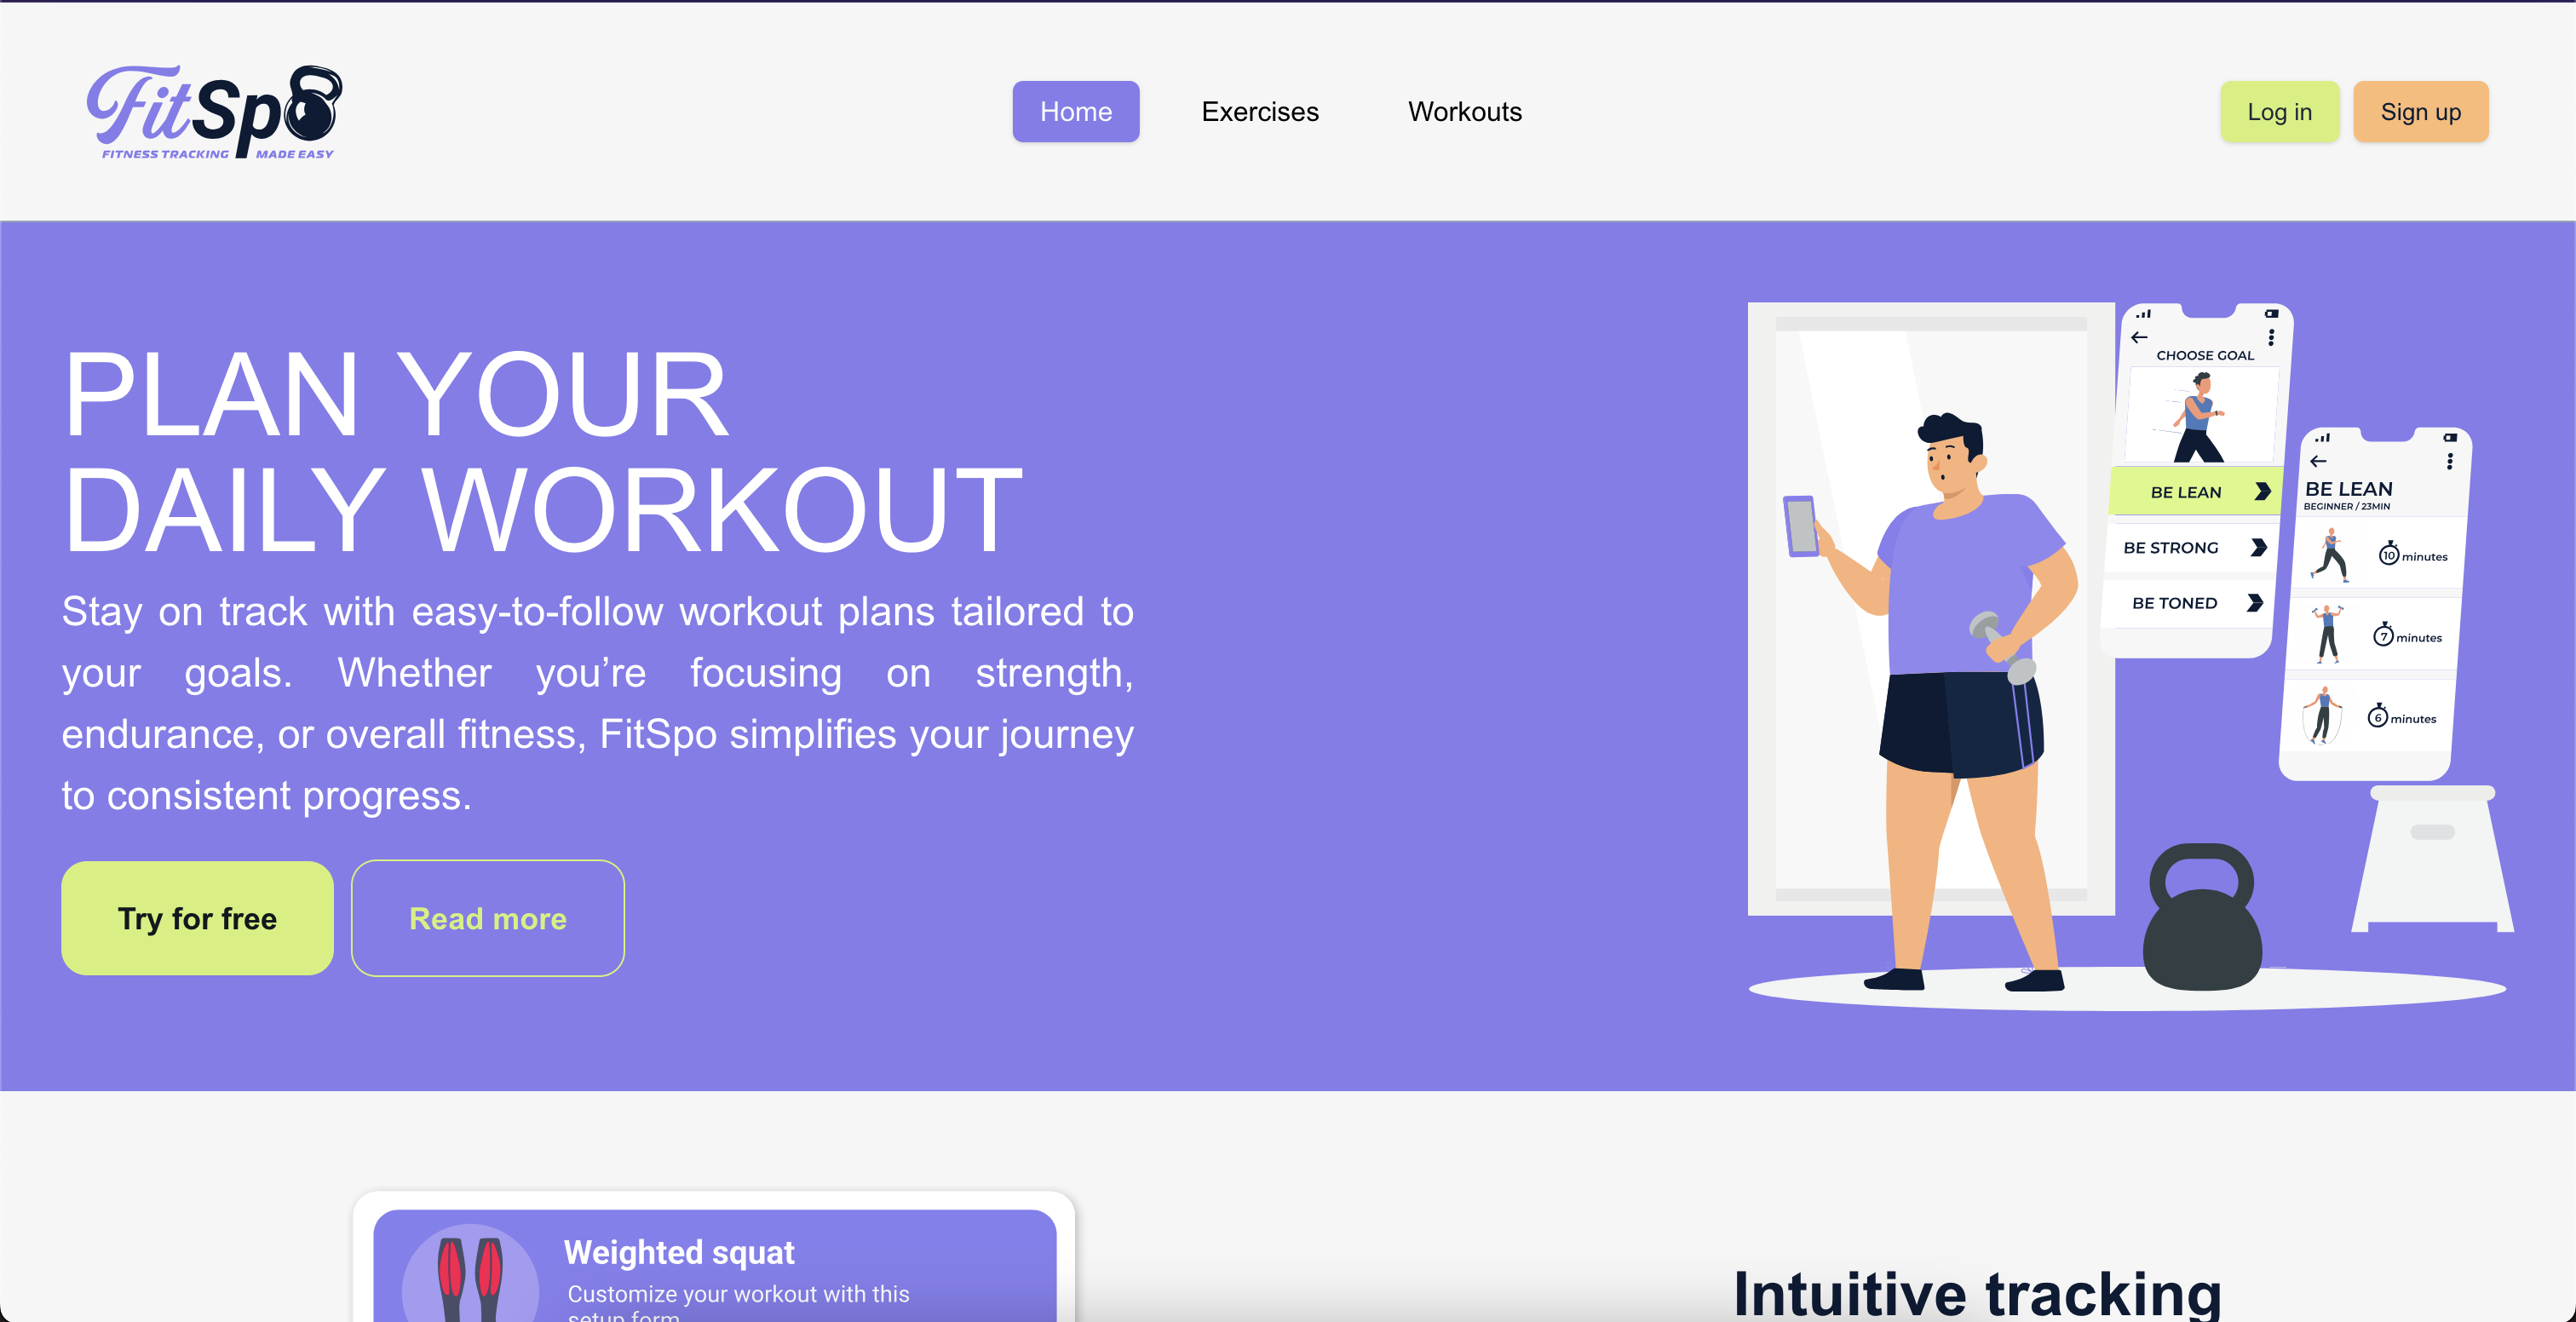 FitSpo
FITNESS TRACKING MADE EASY
Home
Exercises
Workouts
Log in
Sign up
PLAN YOUR
DAILY WORKOUT
Stay on track with easy-to-follow workout plans tailored to
your goals. Whether you’re focusing on strength,
endurance, or overall fitness, FitSpo simplifies your journey
to consistent progress.
Try for free
Read more
CHOOSE GOAL
BE LEAN
BE STRONG
BE TONED
BE LEAN
BEGINNER / 23MIN
10 minutes
7 minutes
6 minutes
Weighted squat
Customize your workout with this
setup form
Intuitive tracking